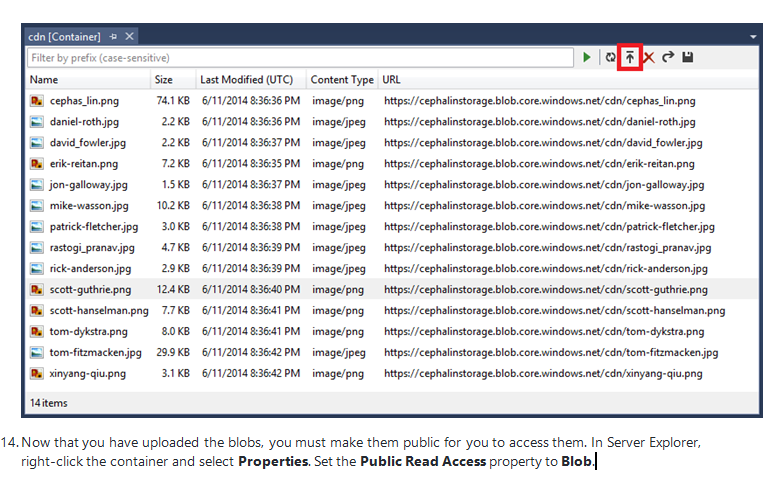 cdn [Container]
Filter by prefix (case-sensitive)
Name Size Last Modified (UTC) Content Type URL
cephas_lin.png 74.1 KB 6/11/2014 8:36:36 PM image/png https://cephalinstorage.blob.core.windows.net/cdn/cephas_lin.png
daniel-roth.jpg 2.2 KB 6/11/2014 8:36:36 PM image/jpeg https://cephalinstorage.blob.core.windows.net/cdn/daniel-roth.jpg
david_fowler.jpg 2.2 KB 6/11/2014 8:36:37 PM image/jpeg https://cephalinstorage.blob.core.windows.net/cdn/david_fowler.jpg
erik-reitan.png 7.2 KB 6/11/2014 8:36:35 PM image/png https://cephalinstorage.blob.core.windows.net/cdn/erik-reitan.png
jon-galloway.jpg 1.5 KB 6/11/2014 8:36:37 PM image/jpeg https://cephalinstorage.blob.core.windows.net/cdn/jon-galloway.jpg
mike-wasson.jpg 10.2 KB 6/11/2014 8:36:38 PM image/jpeg https://cephalinstorage.blob.core.windows.net/cdn/mike-wasson.jpg
patrick-fletcher.jpg 3.0 KB 6/11/2014 8:36:38 PM image/jpeg https://cephalinstorage.blob.core.windows.net/cdn/patrick-fletcher.jpg
rastogi_pranav.jpg 4.7 KB 6/11/2014 8:36:39 PM image/jpeg https://cephalinstorage.blob.core.windows.net/cdn/rastogi_pranav.jpg
rick-anderson.jpg 2.9 KB 6/11/2014 8:36:39 PM image/jpeg https://cephalinstorage.blob.core.windows.net/cdn/rick-anderson.jpg
scott-guthrie.png 12.4 KB 6/11/2014 8:36:40 PM image/png https://cephalinstorage.blob.core.windows.net/cdn/scott-guthrie.png
scott-hanselman.png 7.7 KB 6/11/2014 8:36:41 PM image/png https://cephalinstorage.blob.core.windows.net/cdn/scott-hanselman.png
tom-dykstra.png 8.0 KB 6/11/2014 8:36:41 PM image/png https://cephalinstorage.blob.core.windows.net/cdn/tom-dykstra.png
tom-fitzmacken.jpg 29.9 KB 6/11/2014 8:36:42 PM image/jpeg https://cephalinstorage.blob.core.windows.net/cdn/tom-fitzmacken.jpg
xinyang-qiu.png 3.1 KB 6/11/2014 8:36:42 PM image/png https://cephalinstorage.blob.core.windows.net/cdn/xinyang-qiu.png
14 items
14. Now that you have uploaded the blobs, you must make them public for you to access them. In Server Explorer,
right-click the container and select Properties. Set the Public Read Access property to Blob.